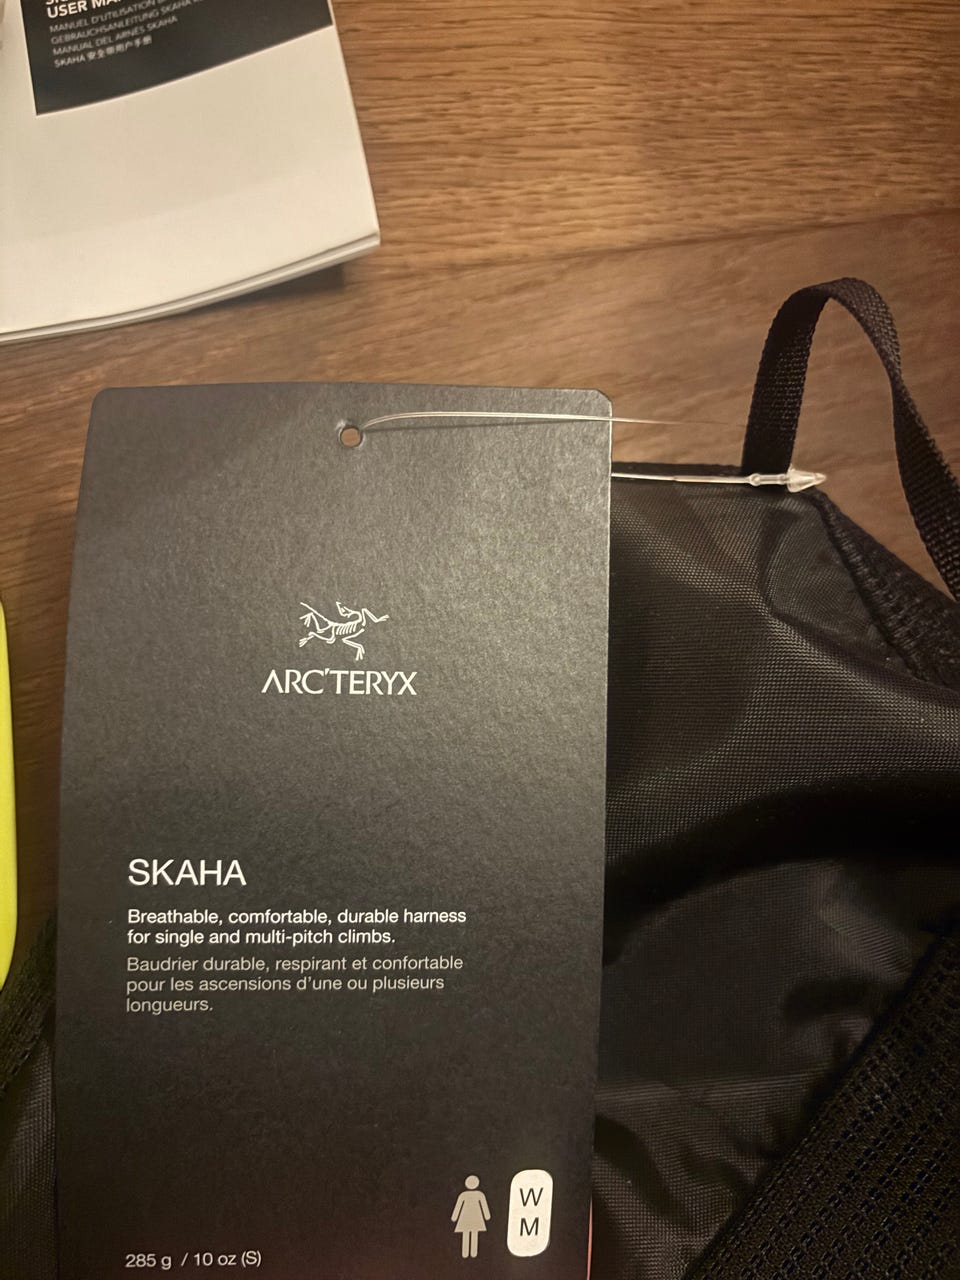 USER
MANUEL D'UTILISATION
GEBRAUCHSANLEITUNG SKAHA
MANUAL DEL ARNÉS SKAHA
SKAHA 安全带用户手册
ARC'TERYX
SKAHA
Breathable, comfortable, durable harness
for single and multi-pitch climbs.
Baudrier durable, respirant et confortable
pour les ascensions d'une ou plusieurs
longueurs.
W
M
285 g / 10 oz (S)